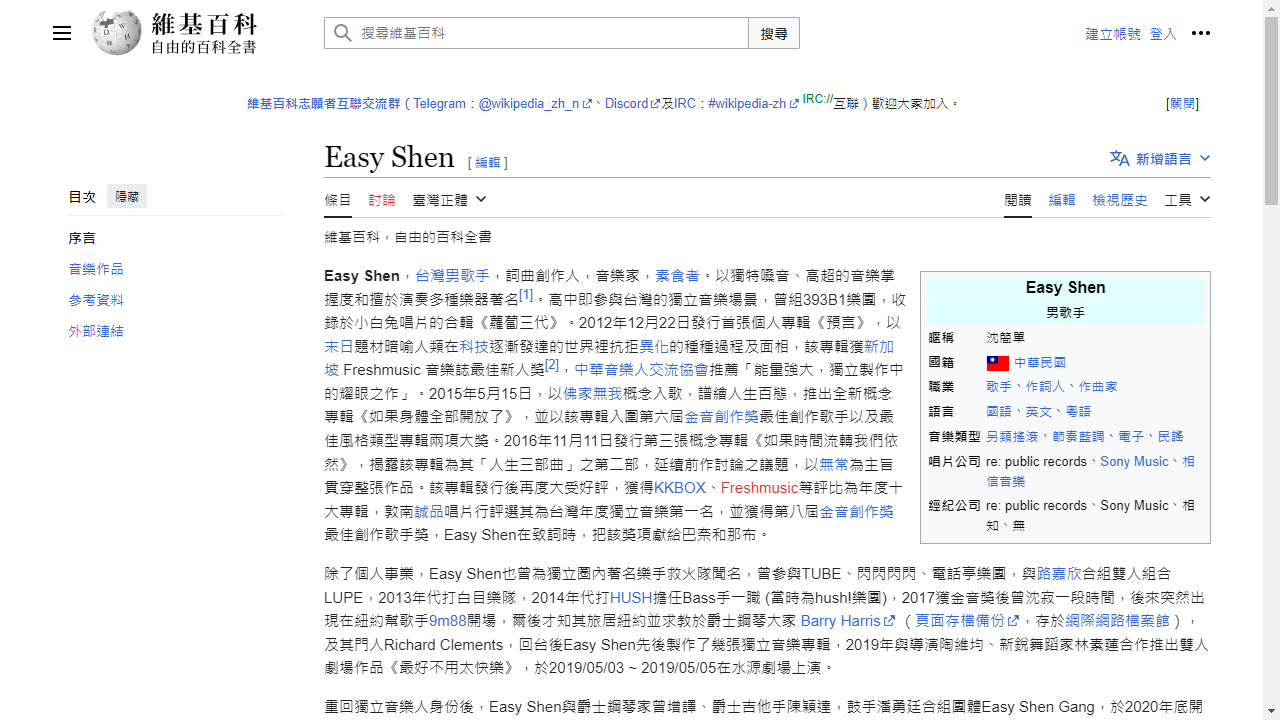 維基百科
自由的百科全書
搜尋維基百科
搜尋
建立帳號 登入
維基百科志願者互聯交流群（Telegram：@wikipedia_zh_n、Discord及IRC：#wikipedia-zh IRC://互聯）歡迎大家加入。
[關閉]
Easy Shen [ 編輯 ]
新增語言
目次 隱藏
序言
音樂作品
參考資料
外部連結
條目 討論 臺灣正體
閱讀 編輯 檢視歷史 工具
維基百科，自由的百科全書
Easy Shen，台灣男歌手，詞曲創作人，音樂家，素食者。以獨特嗓音、高超的音樂掌
握度和擅於演奏多種樂器著名[1]。高中即參與台灣的獨立音樂場景，曾組393B1樂團，收
錄於小白兔唱片的合輯《蘿蔔三代》。2012年12月22日發行首張個人專輯《預言》，以
末日題材暗喻人類在科技逐漸發達的世界裡抗拒異化的種種過程及面相，該專輯獲新加
坡 Freshmusic 音樂誌最佳新人獎[2]，中華音樂人交流協會推薦「能量強大，獨立製作中
的耀眼之作」。2015年5月15日，以佛家無我概念入歌，譜繪人生百態，推出全新概念
專輯《如果身體全部開放了》，並以該專輯入圍第六屆金音創作獎最佳創作歌手以及最
佳風格類型專輯兩項大獎。2016年11月11日發行第三張概念專輯《如果時間流轉我們依
然》，揭露該專輯為其「人生三部曲」之第二部，延續前作討論之議題，以無常為主旨
貫穿整張作品。該專輯發行後再度大受好評，獲得KKBOX、Freshmusic等評比為年度十
大專輯，敦南誠品唱片行評選其為台灣年度獨立音樂第一名，並獲得第八屆金音創作獎
最佳創作歌手獎，Easy Shen在致詞時，把該獎項獻給巴奈和那布。
Easy Shen
男歌手
暱稱 沈簡單
國籍 中華民國
職業 歌手、作詞人、作曲家
語言 國語、英文、粵語
音樂類型 另類搖滾、節奏藍調、電子、民謠
唱片公司 re: public records、Sony Music、相
信音樂
經紀公司 re: public records、Sony Music、相
知、無
除了個人事業，Easy Shen也曾為獨立圈內著名樂手救火隊聞名，曾參與TUBE、閃閃閃閃、電話亭樂團，與路嘉欣合組雙人組合
LUPE，2013年代打白目樂隊，2014年代打HUSH擔任Bass手一職 (當時為hush!樂團)，2017獲金音獎後曾沈寂一段時間，後來突然出
現在紐約幫歌手9m88開場，爾後才知其旅居紐約並求教於爵士鋼琴大家 Barry Harris（頁面存檔備份，存於網際網路檔案館），
及其門人Richard Clements，回台後Easy Shen先後製作了幾張獨立音樂專輯，2019年與導演陶維均、新銳舞蹈家林素蓮合作推出雙人
劇場作品《最好不用太快樂》，於2019/05/03 ~ 2019/05/05在水源劇場上演。
重回獨立音樂人身份後，Easy Shen與爵士鋼琴家曾增譯、爵士吉他手陳穎達，鼓手潘勇廷合組團體Easy Shen Gang，於2020年底開